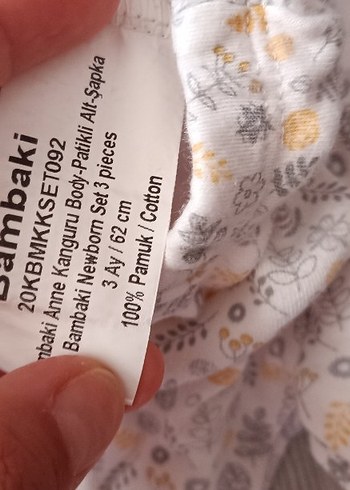 Bambaki
20KBMKKSET092
mbaki Anne Kanguru Body-Patikli Alt-Şapka
Bambaki Newborn Set 3 pieces
3 Ay / 62 cm
100% Pamuk / Cotton